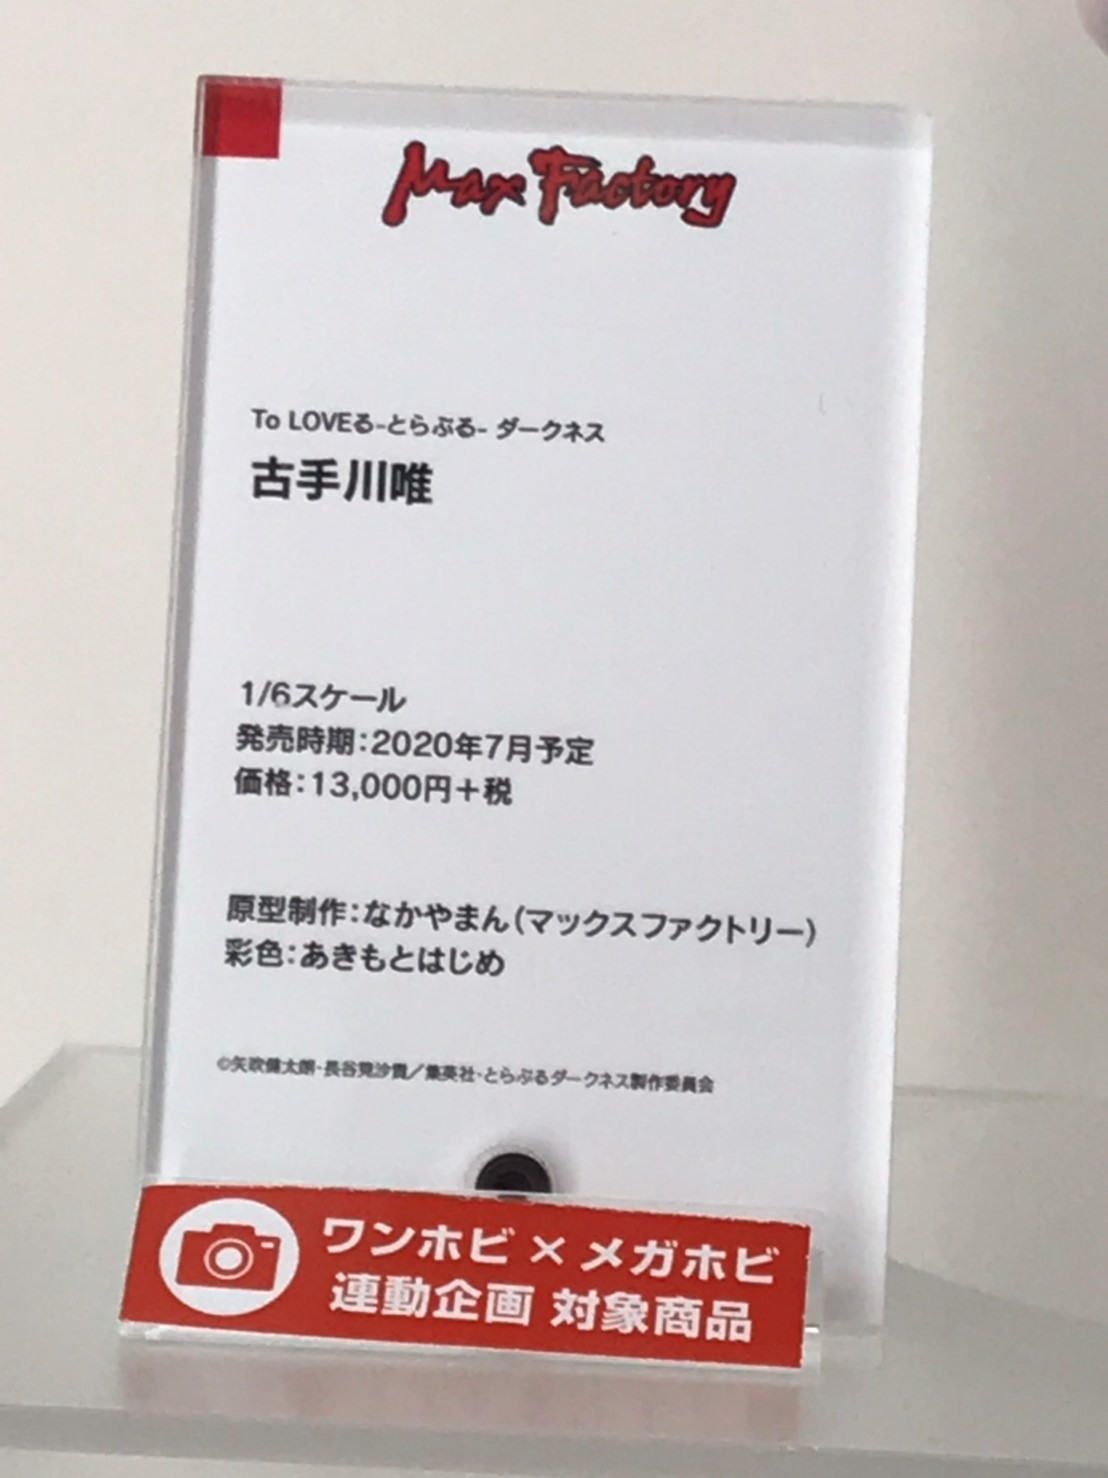 Max Factory
To LOVEる-とらぶる- ダークネス
古手川唯
1/6スケール
発売時期：2020年7月予定
価格：13,000円＋税
原型制作：なかやまん（マックスファクトリー）
彩色：あきもとはじめ
©矢吹健太朗・長谷見沙貴／集英社・とらぶるダークネス製作委員会
ワンホビ×メガホビ
連動企画 対象商品